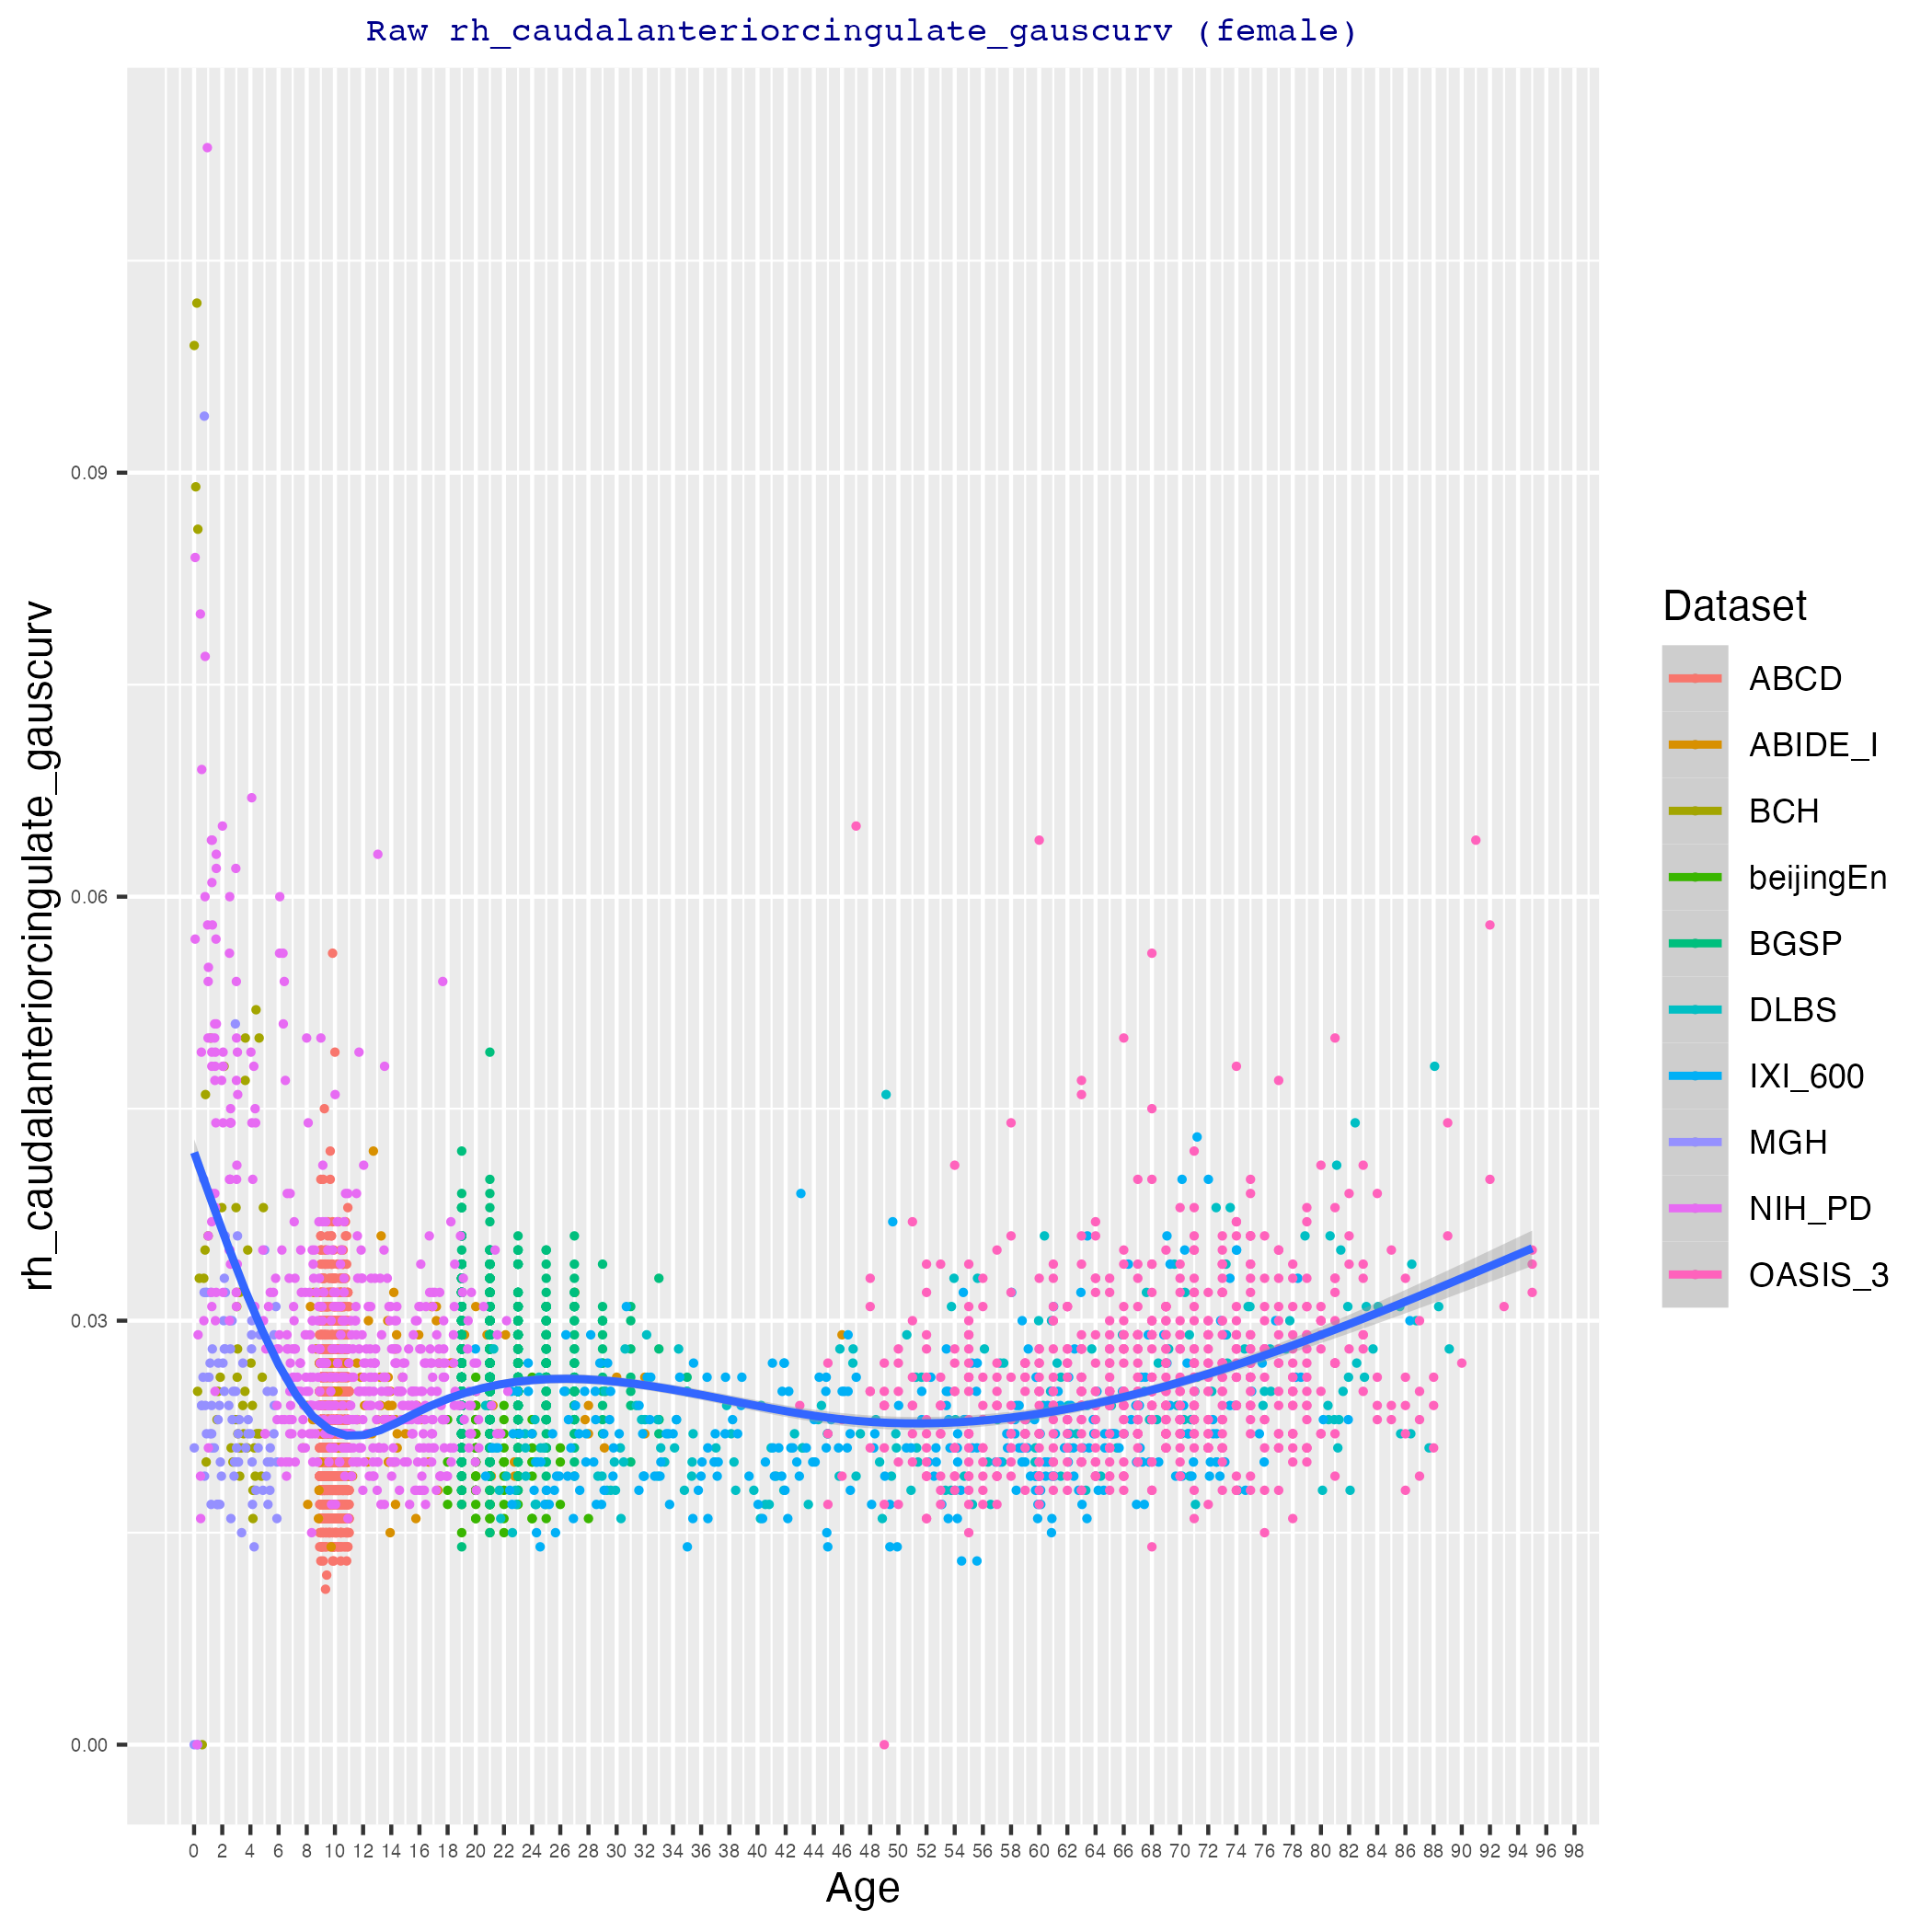 Raw rh_caudalanteriorcingulate_gauscurv (female)
rh_caudalanteriorcingulate_gauscurv
0.09
0.06
0.03
0.00
0 2 4 6 8 10 12 14 16 18 20 22 24 26 28 30 32 34 36 38 40 42 44 46 48 50 52 54 56 58 60 62 64 66 68 70 72 74 76 78 80 82 84 86 88 90 92 94 96 98
Age
Dataset
ABCD
ABIDE_I
BCH
beijingEn
BGSP
DLBS
IXI_600
MGH
NIH_PD
OASIS_3